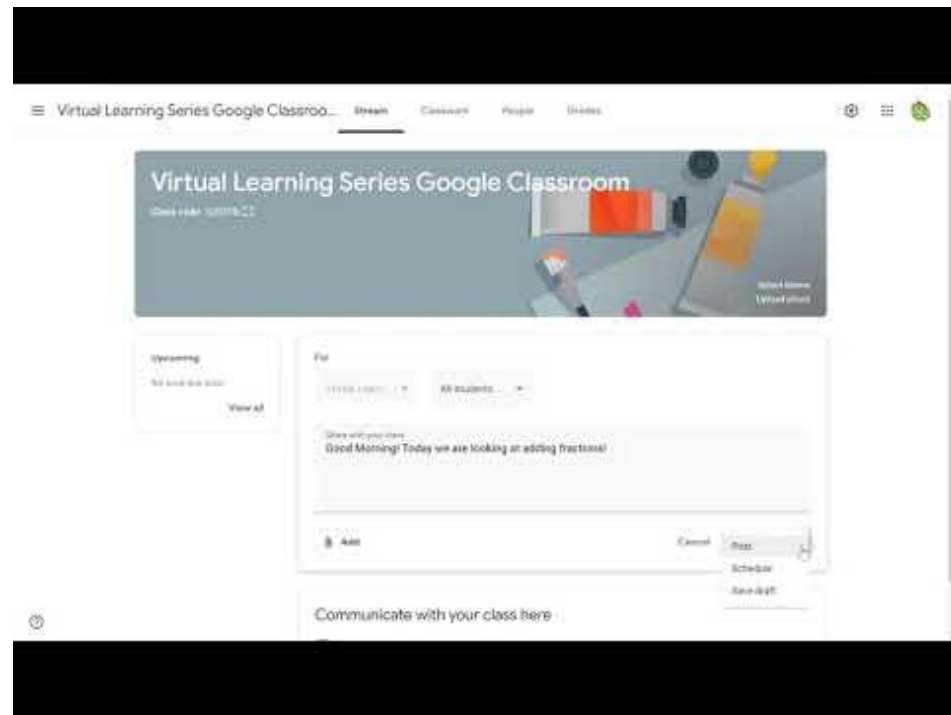 Virtual Learning Series Google Classroo... Stream Classwork People Grades
Virtual Learning Series Google Classroom
Class code
Select theme
Upload photo
Upcoming
View all
For
All students
Share with your class
Good Morning! Today we are looking at adding fractions!
Add
Cancel
Post
Schedule
Save draft
Communicate with your class here